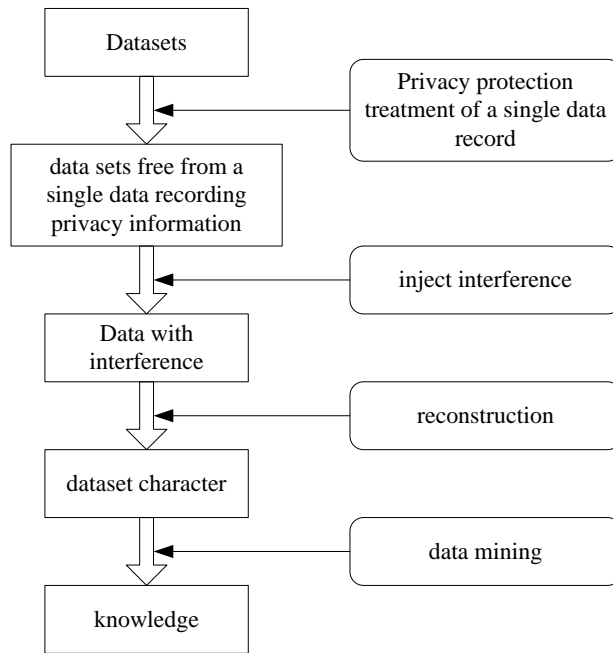 Datasets
Privacy protection
treatment of a single data
record
data sets free from a
single data recording
privacy information
inject interference
Data with
interference
reconstruction
dataset character
data mining
knowledge